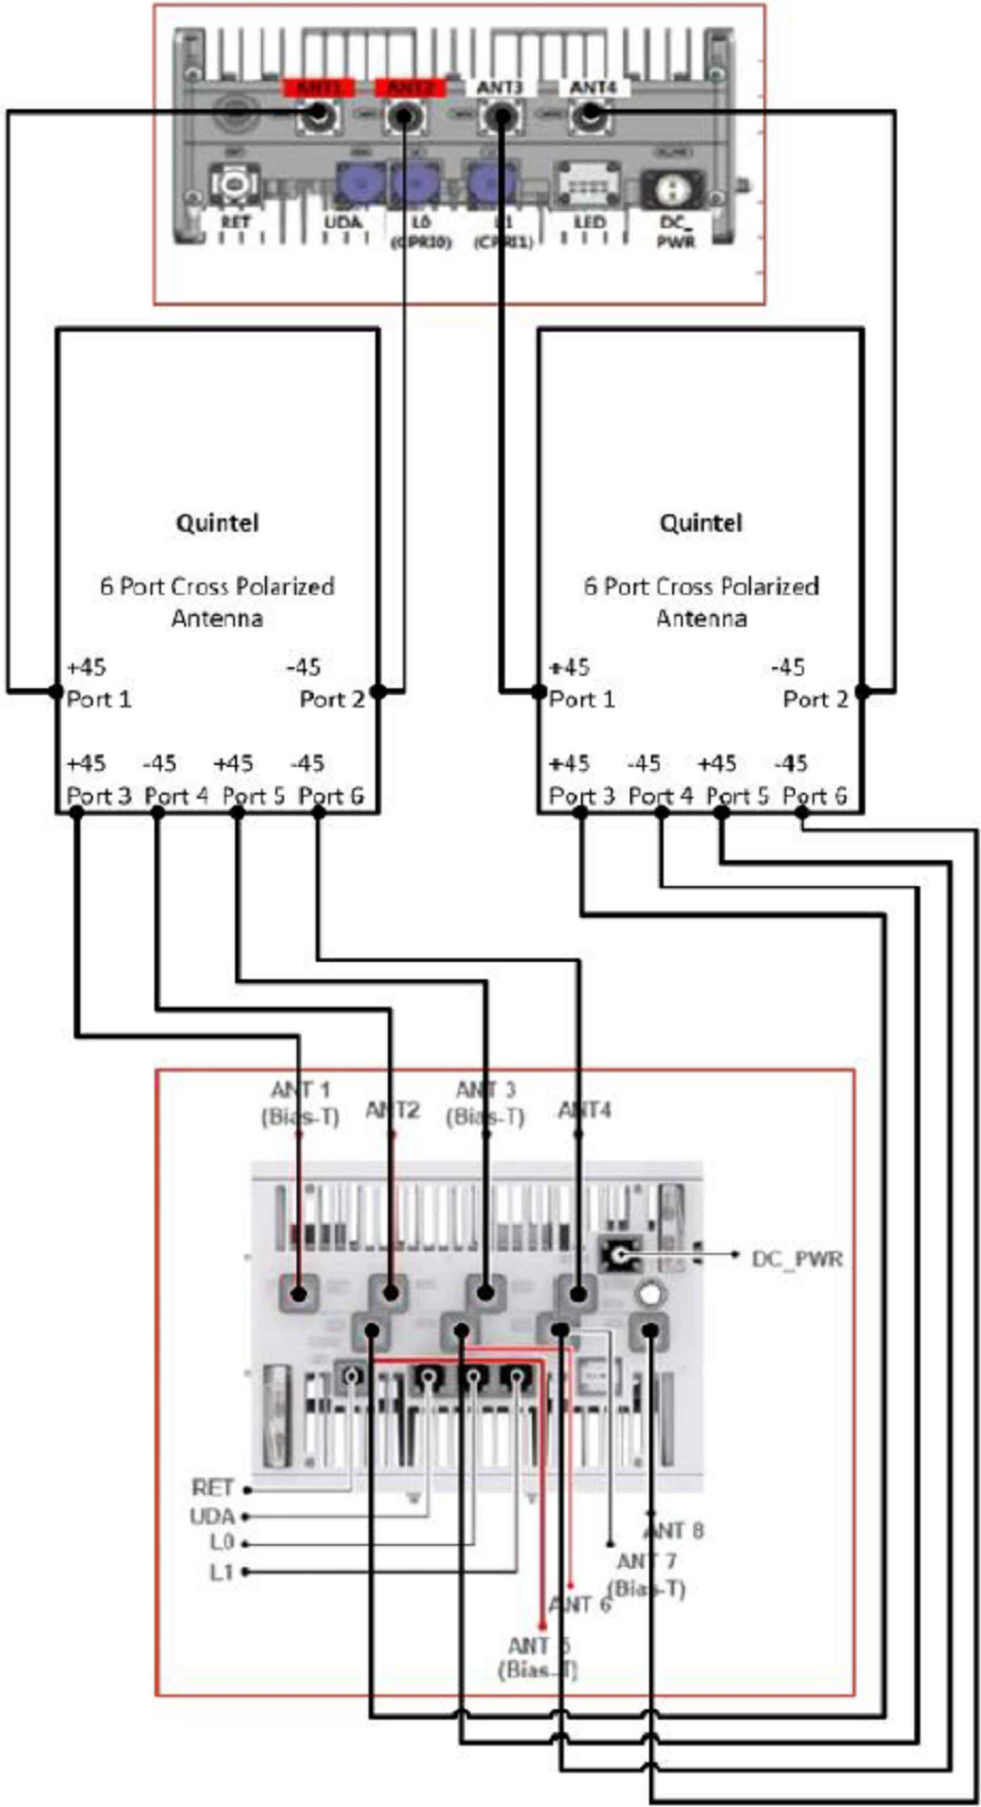 ANT1 ANT2 ANT3 ANT4
RET UDA L0 L1 LED DC_
(CPRI0) (CPRI1) PWR
Quintel
6 Port Cross Polarized
Antenna
+45 -45
Port 1 Port 2
+45 -45 +45 -45
Port 3 Port 4 Port 5 Port 6
Quintel
6 Port Cross Polarized
Antenna
+45 -45
Port 1 Port 2
+45 -45 +45 -45
Port 3 Port 4 Port 5 Port 6
ANT 1
(Bias-T)
ANT2
ANT 3
(Bias-T)
ANT4
DC_PWR
RET
UDA
L0
L1
ANT 8
ANT 7
(Bias-T)
ANT 6
ANT 5
(Bias-T)